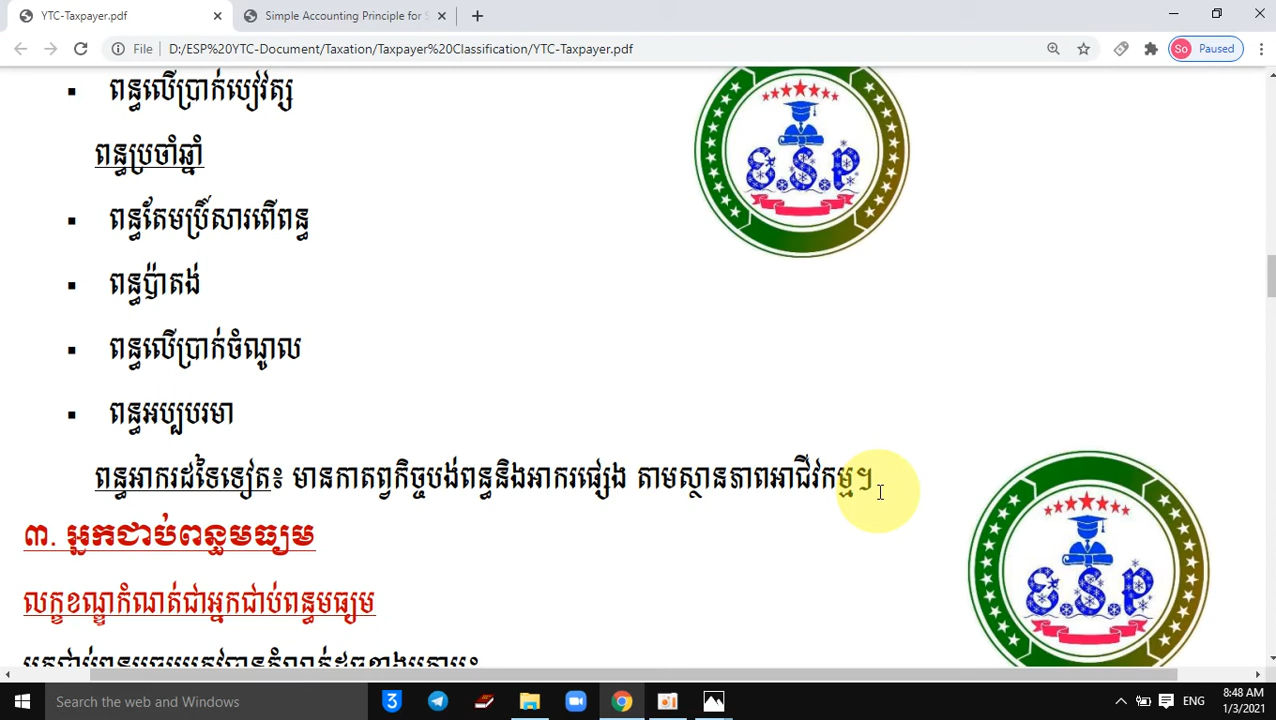 YTC-Taxpayer.pdf
Simple Accounting Principle for S
File
D:/ESP%20YTC-Document/Taxation/Taxpayer%20Classification/YTC-Taxpayer.pdf
So
Paused
▪ ពន្ធលើប្រាក់បៀវត្ស
ពន្ធប្រចាំឆ្នាំ
▪ ពន្ធតែមប្រិ៍សារពើពន្ធ
▪ ពន្ធប៉ាតង់
▪ ពន្ធលើប្រាក់ចំណូល
▪ ពន្ធអប្បបរមា
ពន្ធអាករដទៃទៀត៖ មានកាតព្វកិច្ចបង់ពន្ធនិងអាករផ្សេង តាមស្ថានភាពអាជីវកម្មៗ
E.S.P
៣. អ្នកជាប់ពន្ធមធ្យម
លក្ខខណ្ឌកំណត់ជាអ្នកជាប់ពន្ធមធ្យម
E.S.P
Search the web and Windows
ENG
8:48 AM
1/3/2021